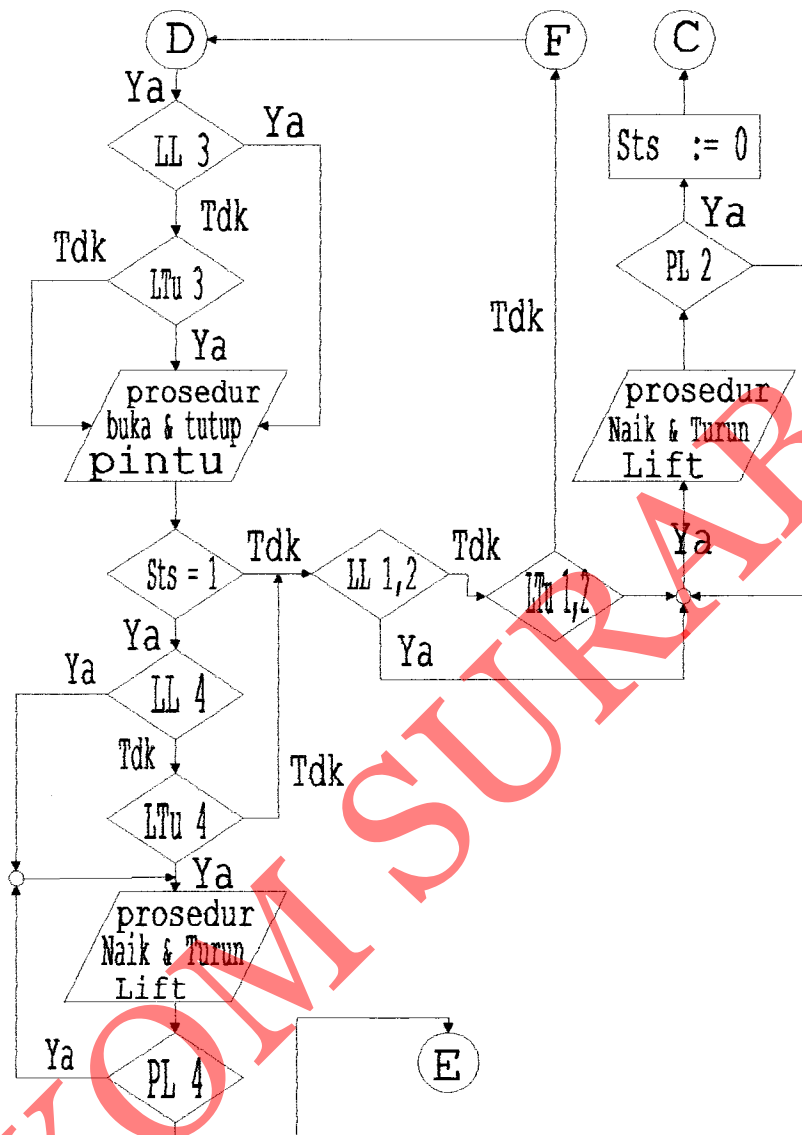 D
F
C
Ya
LL 3
Ya
Sts := 0
Tdk
Ya
Tdk
LTu 3
PL 2
Ya
Tdk
prosedur
buka & tutup
pintu
prosedur
Naik & Turun
Lift
Ya
Sts = 1
Tdk
LL 1,2
Tdk
LTu 1,2
Ya
Ya
Ya
LL 4
Tdk
Tdk
LTu 4
Ya
prosedur
Naik & Turun
Lift
Ya
PL 4
E
KOM SURAB